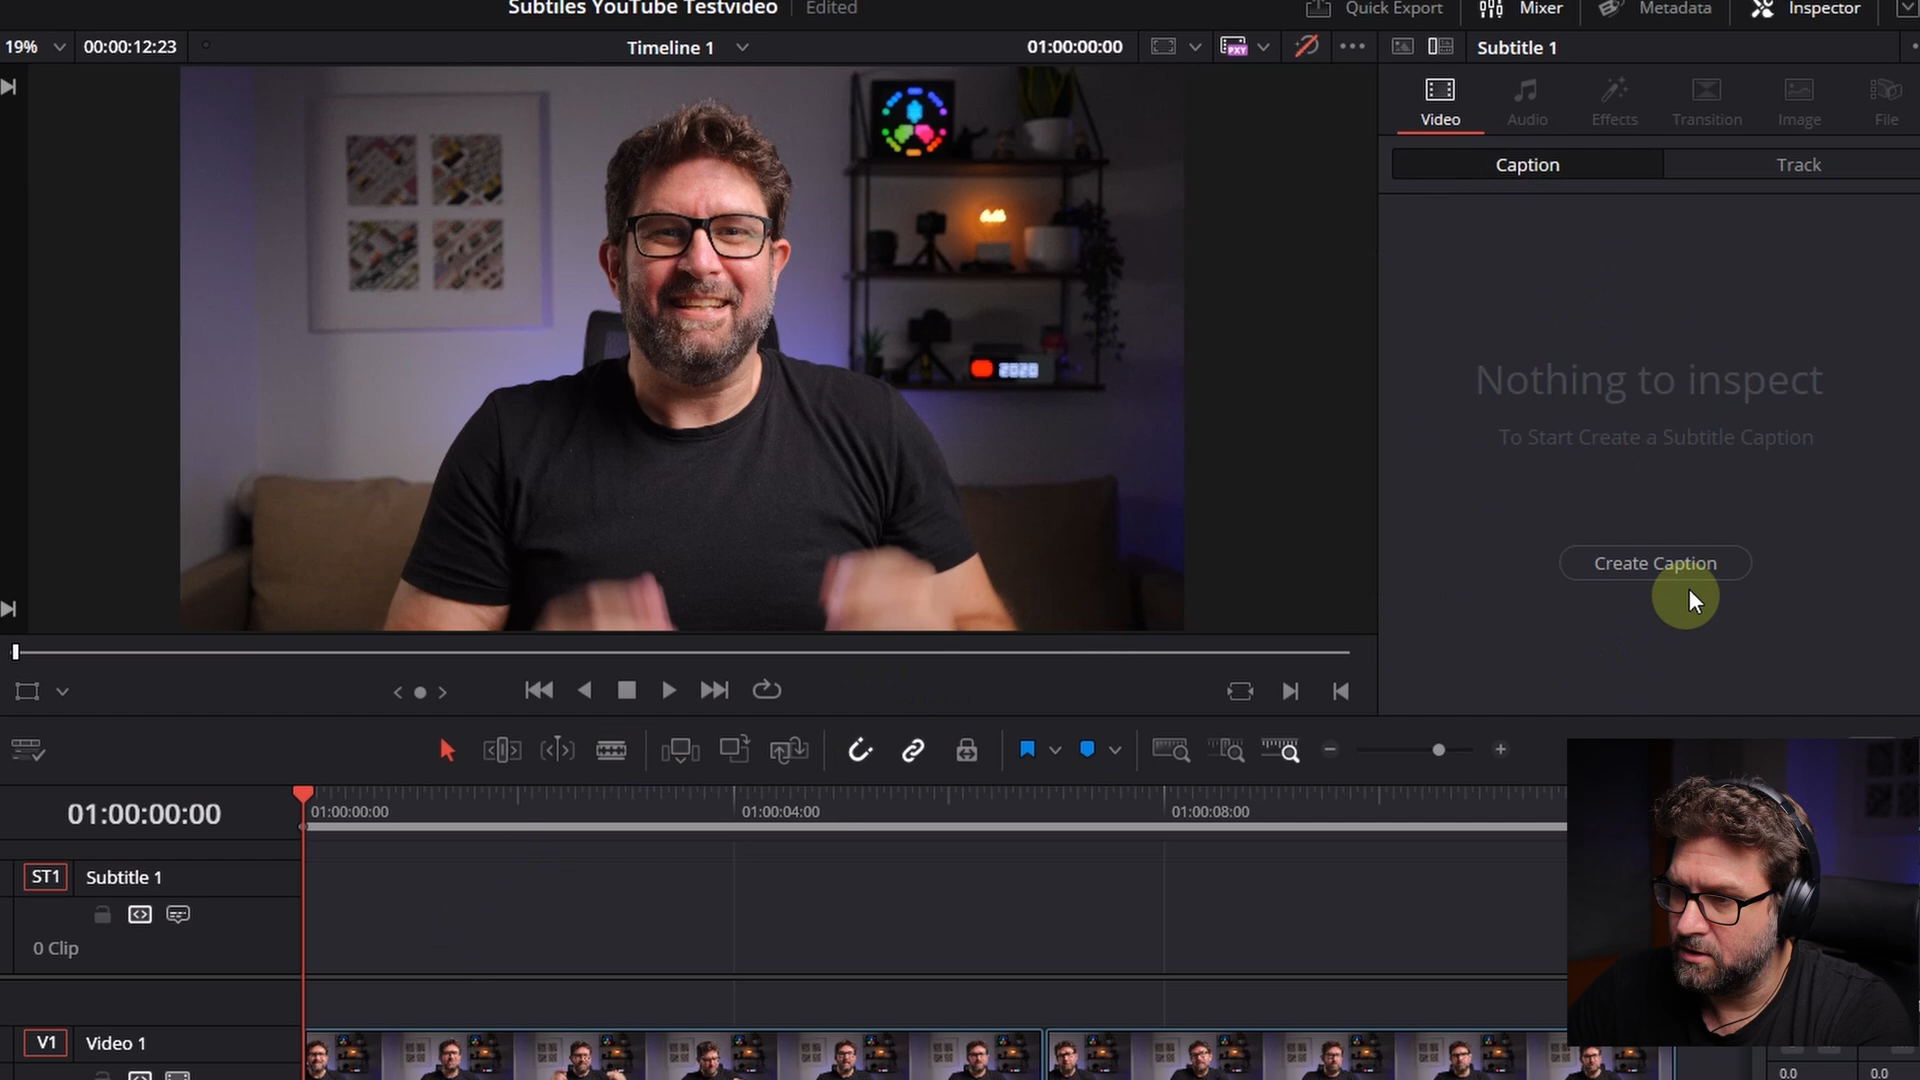 Subtiles YouTube Testvideo
Edited
Quick Export
Mixer
Metadata
Inspector
19%
00:00:12:23
Timeline 1
01:00:00:00
PXY
Subtitle 1
Video
Audio
Effects
Transition
Image
File
Caption
Track
2020
Nothing to inspect
To Start Create a Subtitle Caption
Create Caption
01:00:00:00
01:00:00:00
01:00:04:00
01:00:08:00
ST1
Subtitle 1
0 Clip
V1
Video 1
0.0
0.0